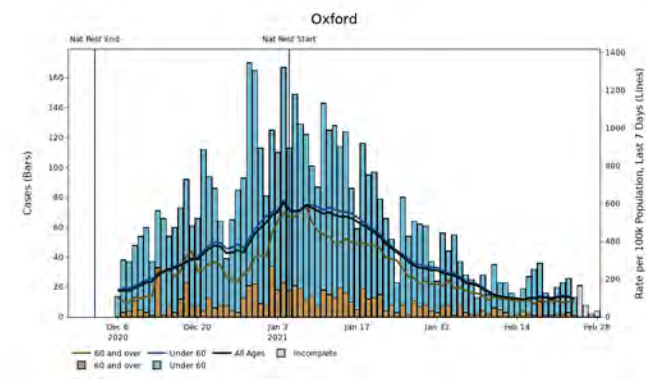 Oxford
Nat Rest End
Nat Rest Start
1400
1200
1000
800
600
400
200
0
160
140
120
100
80
60
40
20
0
Cases (Bars)
Rate per 100k Population, Last 7 Days (Lines)
Dec 6
2020
Dec 20
Jan 3
2021
Jan 17
Jan 31
Feb 14
Feb 28
60 and over
Under 60
All Ages
Incomplete
60 and over
Under 60